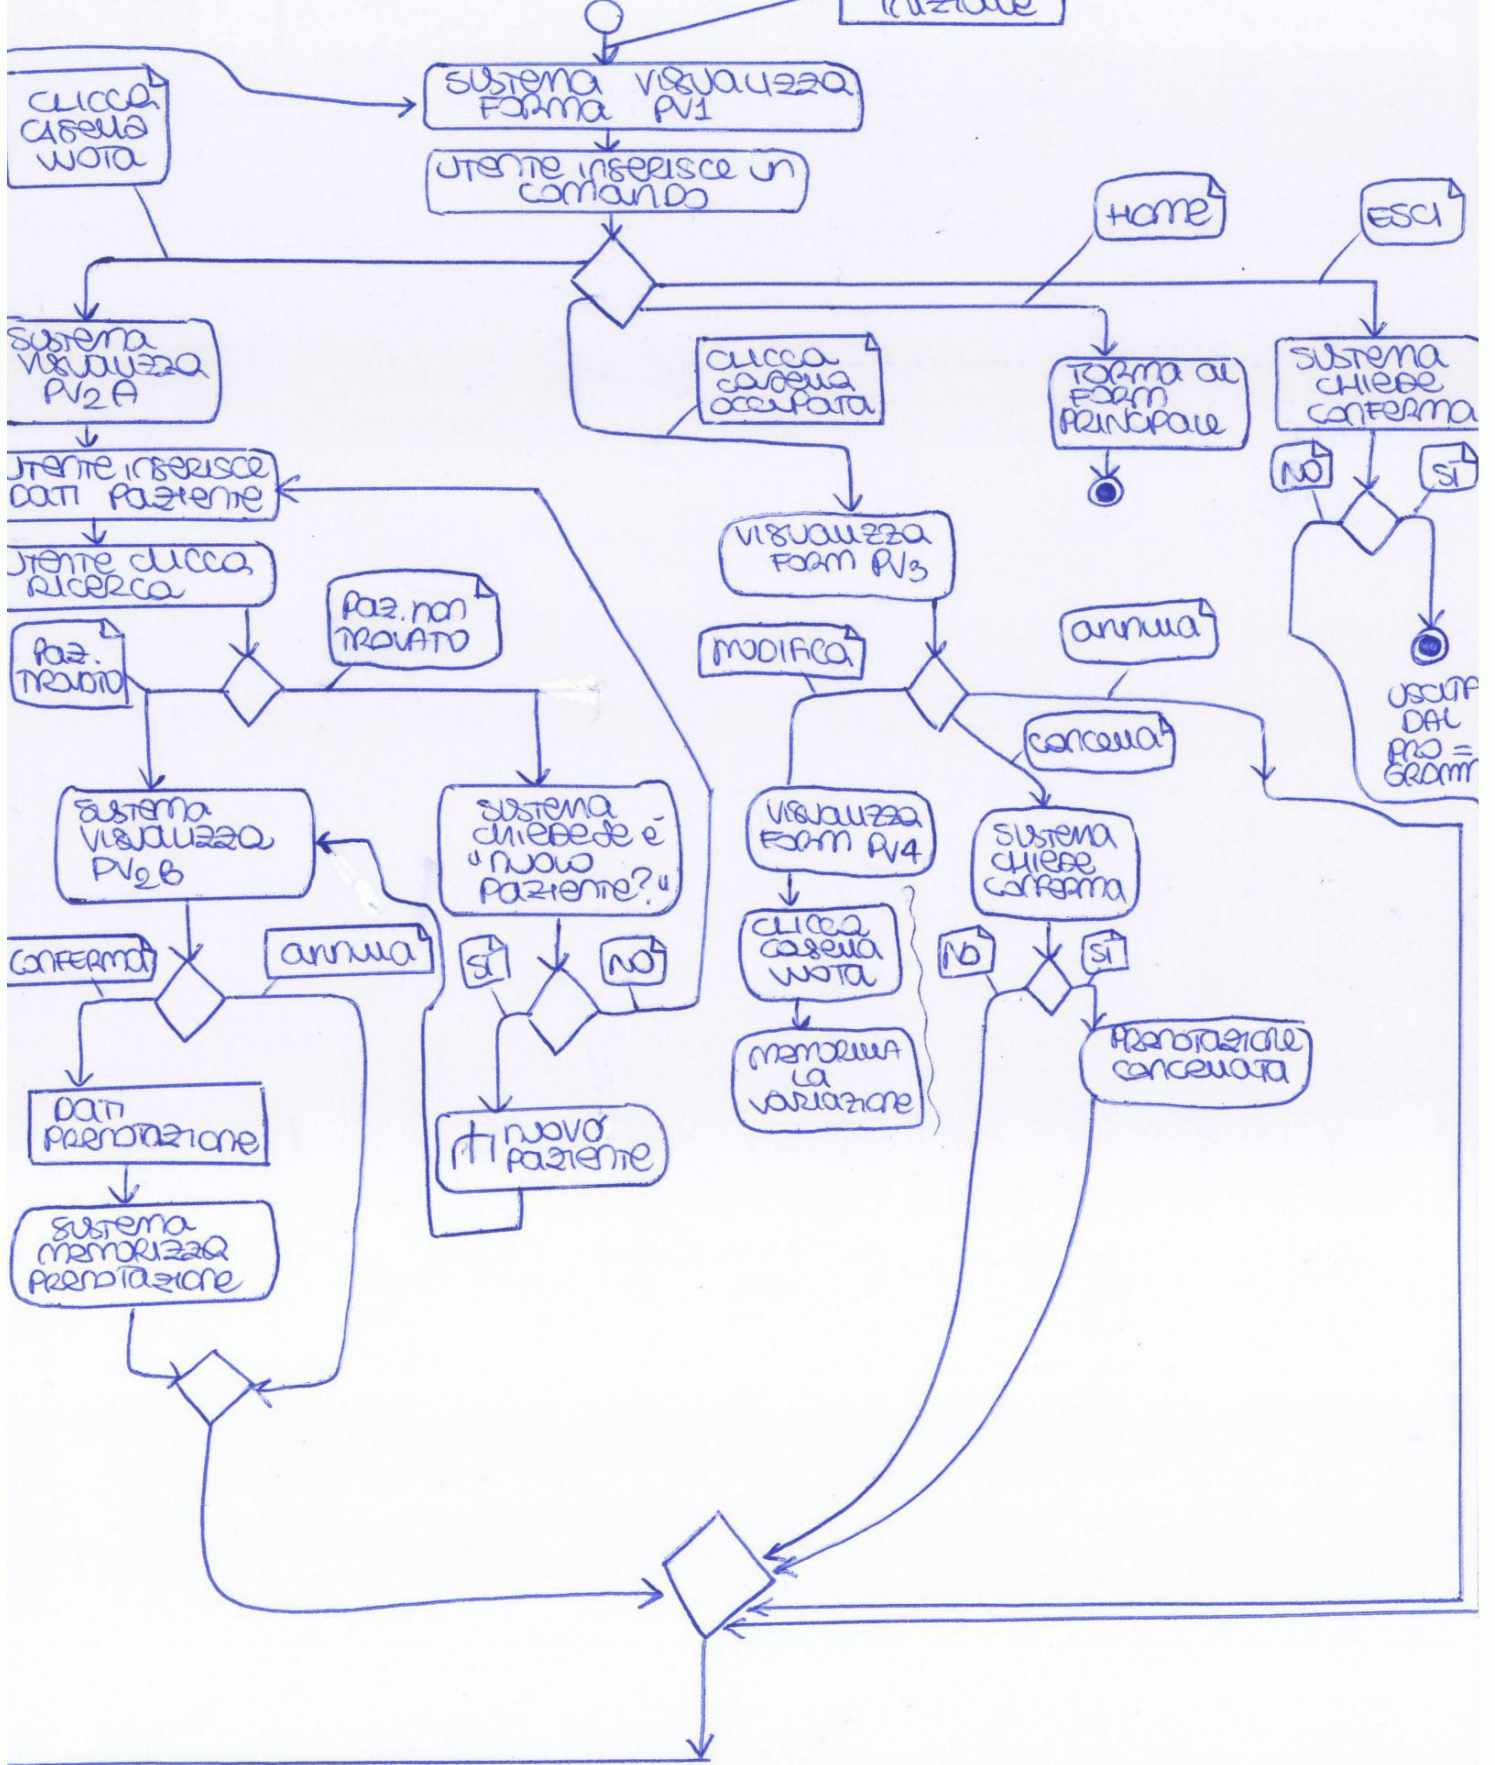 INIZIONE
SISTEMA VISUALIZZA
FORMA PV1
CLICCA
CASELLA
VUOTA
UTENTE INSERISCE UN
COMANDO
HOME
ESCI
SISTEMA
VISUALIZZA
PV2A
CLICCA
CASELLA
OCCUPATA
TORNA AL
FORM
PRINCIPALE
SISTEMA
CHIEDE
CONFERMA
UTENTE INSERISCE
DATI PAZIENTE
NO
SI
UTENTE CLICCA
RICERCA
VISUALIZZA
FORM PV3
PAZ. NON
TROVATO
PAZ.
TROVATO
MODIFICA
ANNULLA
CANCELLA
USCITA
DAL
PRO=
GRAMM
SISTEMA
VISUALIZZA
PV2B
SISTEMA
CHIEDE SE È
"NUOVO
PAZIENTE?"
VISUALIZZA
FORM PV4
SISTEMA
CHIEDE
CONFERMA
CONFERMA
ANNULLA
SI
NO
CLICCA
CASELLA
VUOTA
NO
SI
DATI
PRENOTAZIONE
NUOVO
PAZIENTE
MEMORIZZA
LA
VARIAZIONE
PRENOTAZIONE
CANCELLATA
SISTEMA
MEMORIZZA
PRENOTAZIONE